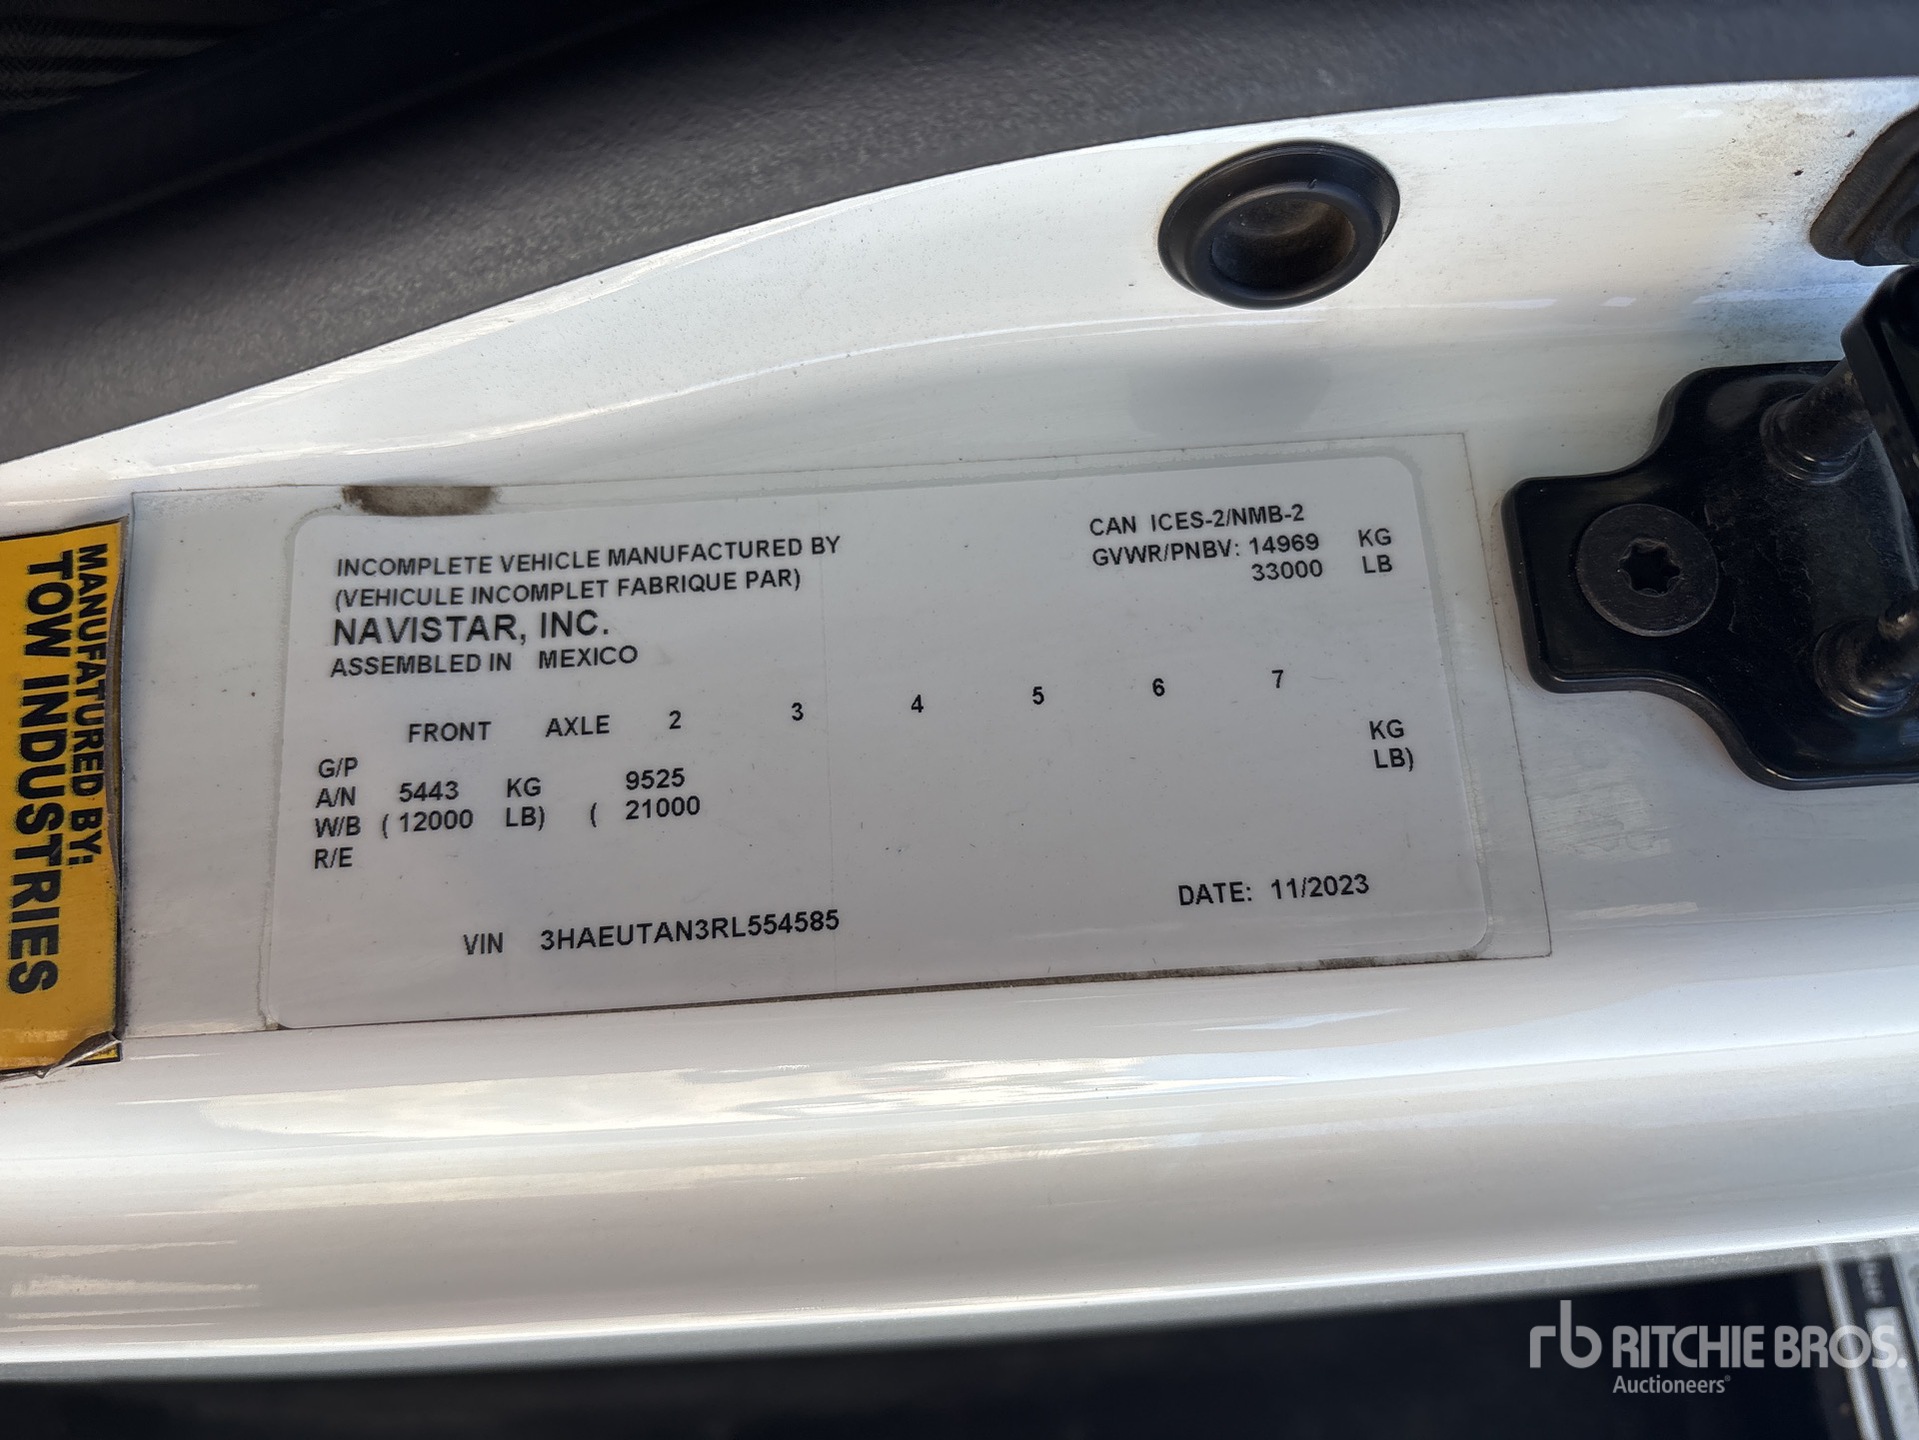 MANUFATURED BY:
TOW INDUSTRIES
INCOMPLETE VEHICLE MANUFACTURED BY
(VEHICULE INCOMPLET FABRIQUE PAR)
NAVISTAR, INC.
ASSEMBLED IN MEXICO
CAN ICES-2/NMB-2
GVWR/PNBV: 14969 KG
33000 LB
FRONT AXLE 2 3 4 5 6 7
G/P
A/N 5443 KG 9525 KG
W/B (12000 LB) ( 21000 LB)
R/E
DATE: 11/2023
VIN 3HAEUTAN3RL554585
rb RITCHIE BROS.
Auctioneers®